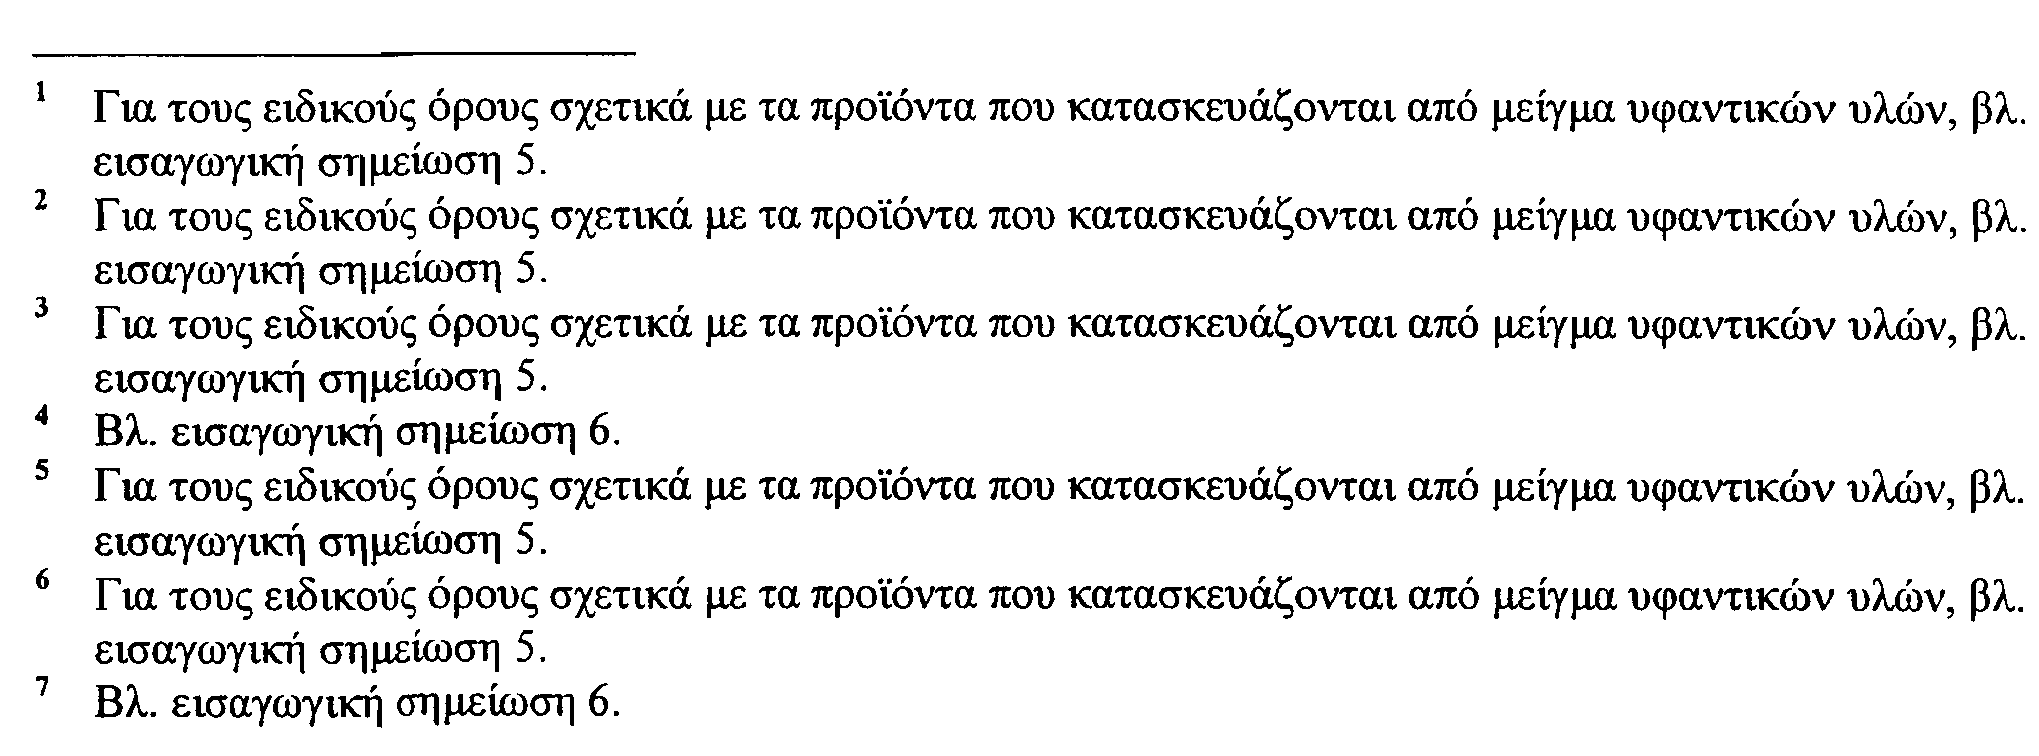 1 Για τους ειδικούς όρους σχετικά με τα προϊόντα που κατασκευάζονται από μείγμα υφαντικών υλών, βλ.
εισαγωγική σημείωση 5.
2 Για τους ειδικούς όρους σχετικά με τα προϊόντα που κατασκευάζονται από μείγμα υφαντικών υλών, βλ.
εισαγωγική σημείωση 5.
3 Για τους ειδικούς όρους σχετικά με τα προϊόντα που κατασκευάζονται από μείγμα υφαντικών υλών, βλ.
εισαγωγική σημείωση 5.
4 Βλ. εισαγωγική σημείωση 6.
5 Για τους ειδικούς όρους σχετικά με τα προϊόντα που κατασκευάζονται από μείγμα υφαντικών υλών, βλ.
εισαγωγική σημείωση 5.
6 Για τους ειδικούς όρους σχετικά με τα προϊόντα που κατασκευάζονται από μείγμα υφαντικών υλών, βλ.
εισαγωγική σημείωση 5.
7 Βλ. εισαγωγική σημείωση 6.